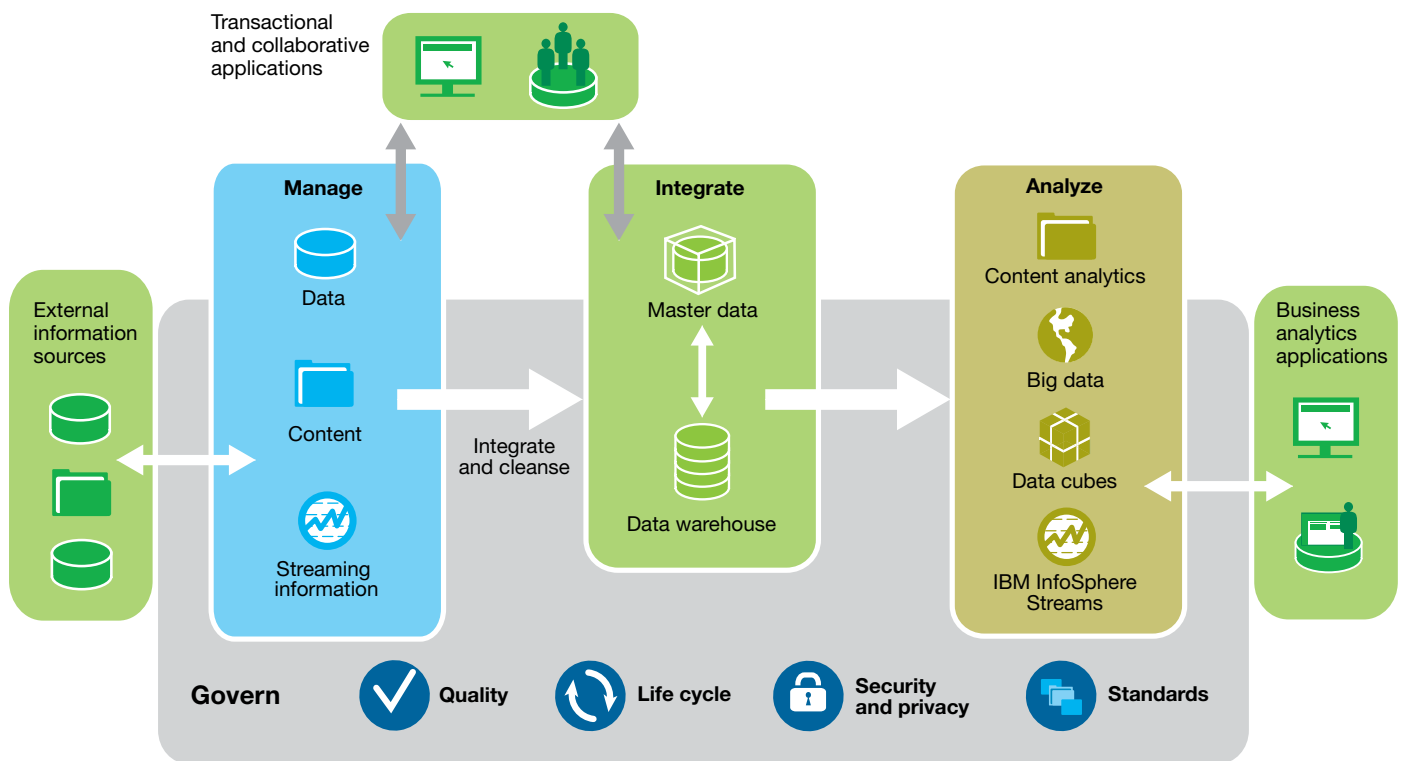 Transactional
and collaborative
applications
Manage
Data
Content
Streaming
information
Integrate
Master data
Data warehouse
Analyze
Content analytics
Big data
Data cubes
IBM InfoSphere
Streams
External
information
sources
Integrate
and cleanse
Business
analytics
applications
Govern
Quality
Life cycle
Security
and privacy
Standards